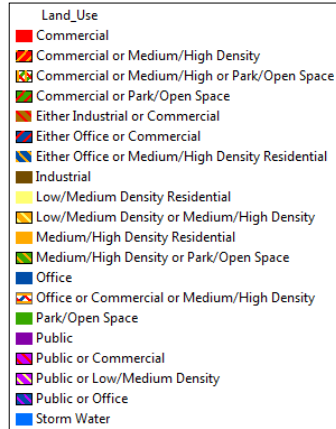 Land_Use
Commercial
Commercial or Medium/High Density
Commercial or Medium/High or Park/Open Space
Commercial or Park/Open Space
Either Industrial or Commercial
Either Office or Commercial
Either Office or Medium/High Density Residential
Industrial
Low/Medium Density Residential
Low/Medium Density or Medium/High Density
Medium/High Density Residential
Medium/High Density or Park/Open Space
Office
Office or Commercial or Medium/High Density
Park/Open Space
Public
Public or Commercial
Public or Low/Medium Density
Public or Office
Storm Water